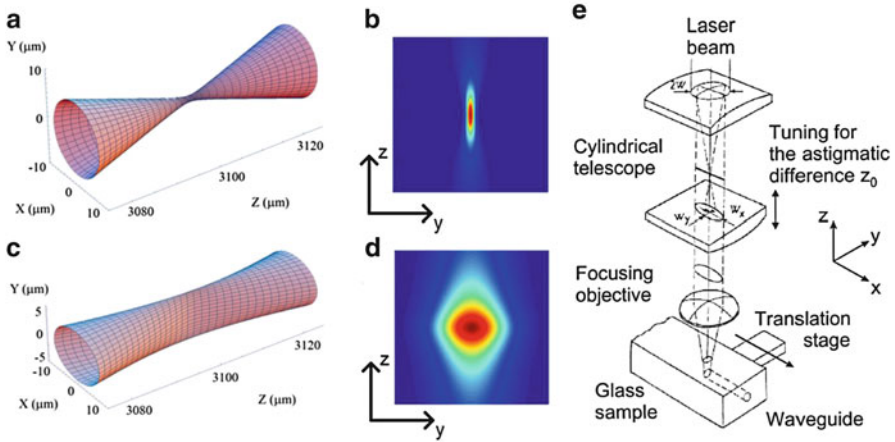 a
Y (μm)
10
0
-10
X (μm)
0
10
3080
3100
3120
Z (μm)
b
z
y
c
Y (μm)
5
0
-5
-10
X (μm)
0
10
3080
3100
3120
Z (μm)
d
z
y
e
Laser
beam
2W
Cylindrical
telescope
Tuning for
the astigmatic
difference z₀
Wy
Wx
z
y
x
Focusing
objective
Translation
stage
Glass
sample
Waveguide